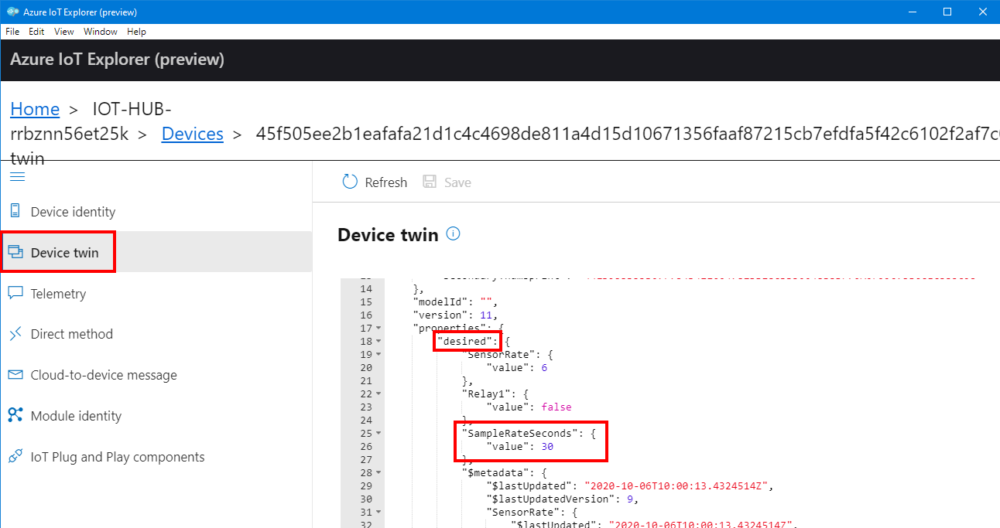 Azure IoT Explorer (preview)
File Edit View Window Help
Azure IoT Explorer (preview)
Home > IOT-HUB-
rrbznn56et25k > Devices > 45f505ee2b1eafafa21d1c4c4698de811a4d15d10671356faaf87215cb7efdfa5f42c6102f2af7c
twin
Refresh Save
Device identity
Device twin
Telemetry
Direct method
Cloud-to-device message
Module identity
IoT Plug and Play components
Device twin
14 },
15 "modelId": "",
16 "version": 11,
17 "properties": {
18 "desired": {
19 "SensorRate": {
20 "value": 6
21 },
22 "Relay1": {
23 "value": false
24 },
25 "SampleRateSeconds": {
26 "value": 30
27 },
28 "$metadata": {
29 "$lastUpdated": "2020-10-06T10:00:13.4324514Z",
30 "$lastUpdatedVersion": 9,
31 "SensorRate": {
32 "$lastUpdated": "2020-10-06T10:00:13.4324514Z",